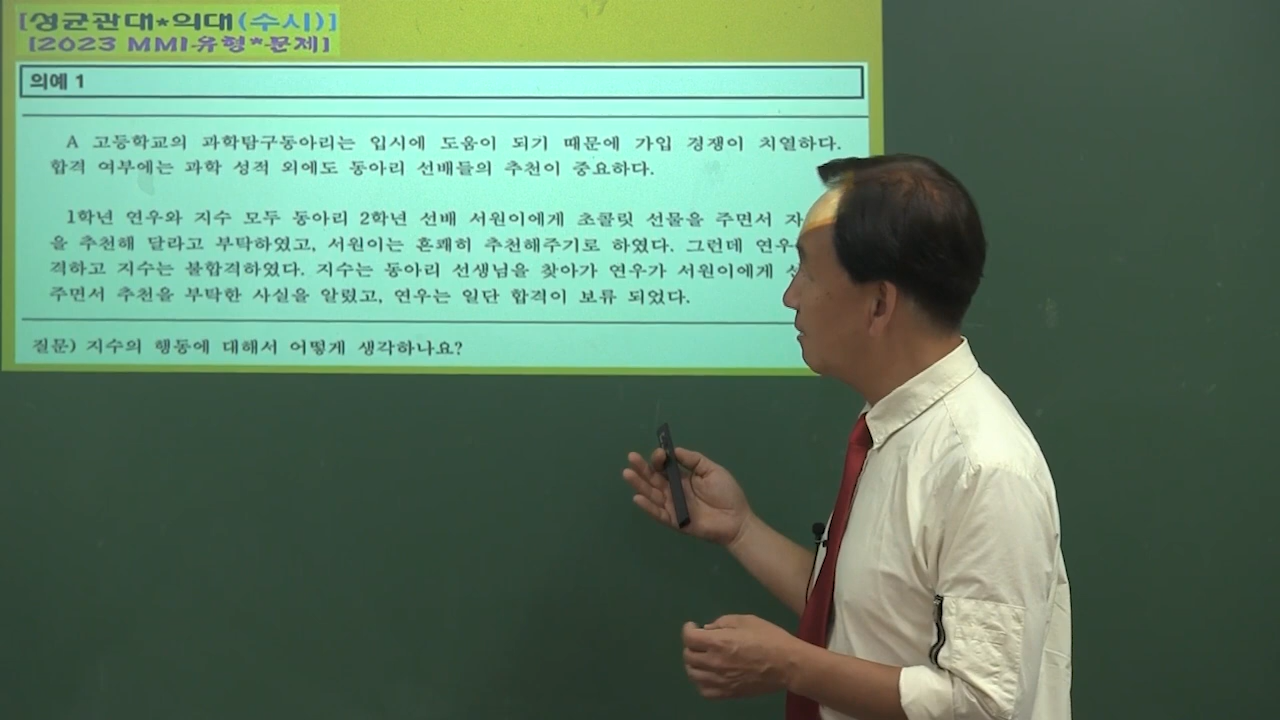 [성균관대*의대(수시)]
[2023 MMI유형*문제]
의예 1
A 고등학교의 과학탐구동아리는 입시에 도움이 되기 때문에 가입 경쟁이 치열하다.
합격 여부에는 과학 성적 외에도 동아리 선배들의 추천이 중요하다.
1학년 연우와 지수 모두 동아리 2학년 선배 서원이에게 초콜릿 선물을 주면서
을 추천해 달라고 부탁하였고, 서원이는 흔쾌히 추천해주기로 하였다. 그런데 연우
격하고 지수는 불합격하였다. 지수는 동아리 선생님을 찾아가 연우가 서원이에게
주면서 추천을 부탁한 사실을 알렸고, 연우는 일단 합격이 보류 되었다.
질문) 지수의 행동에 대해서 어떻게 생각하나요?